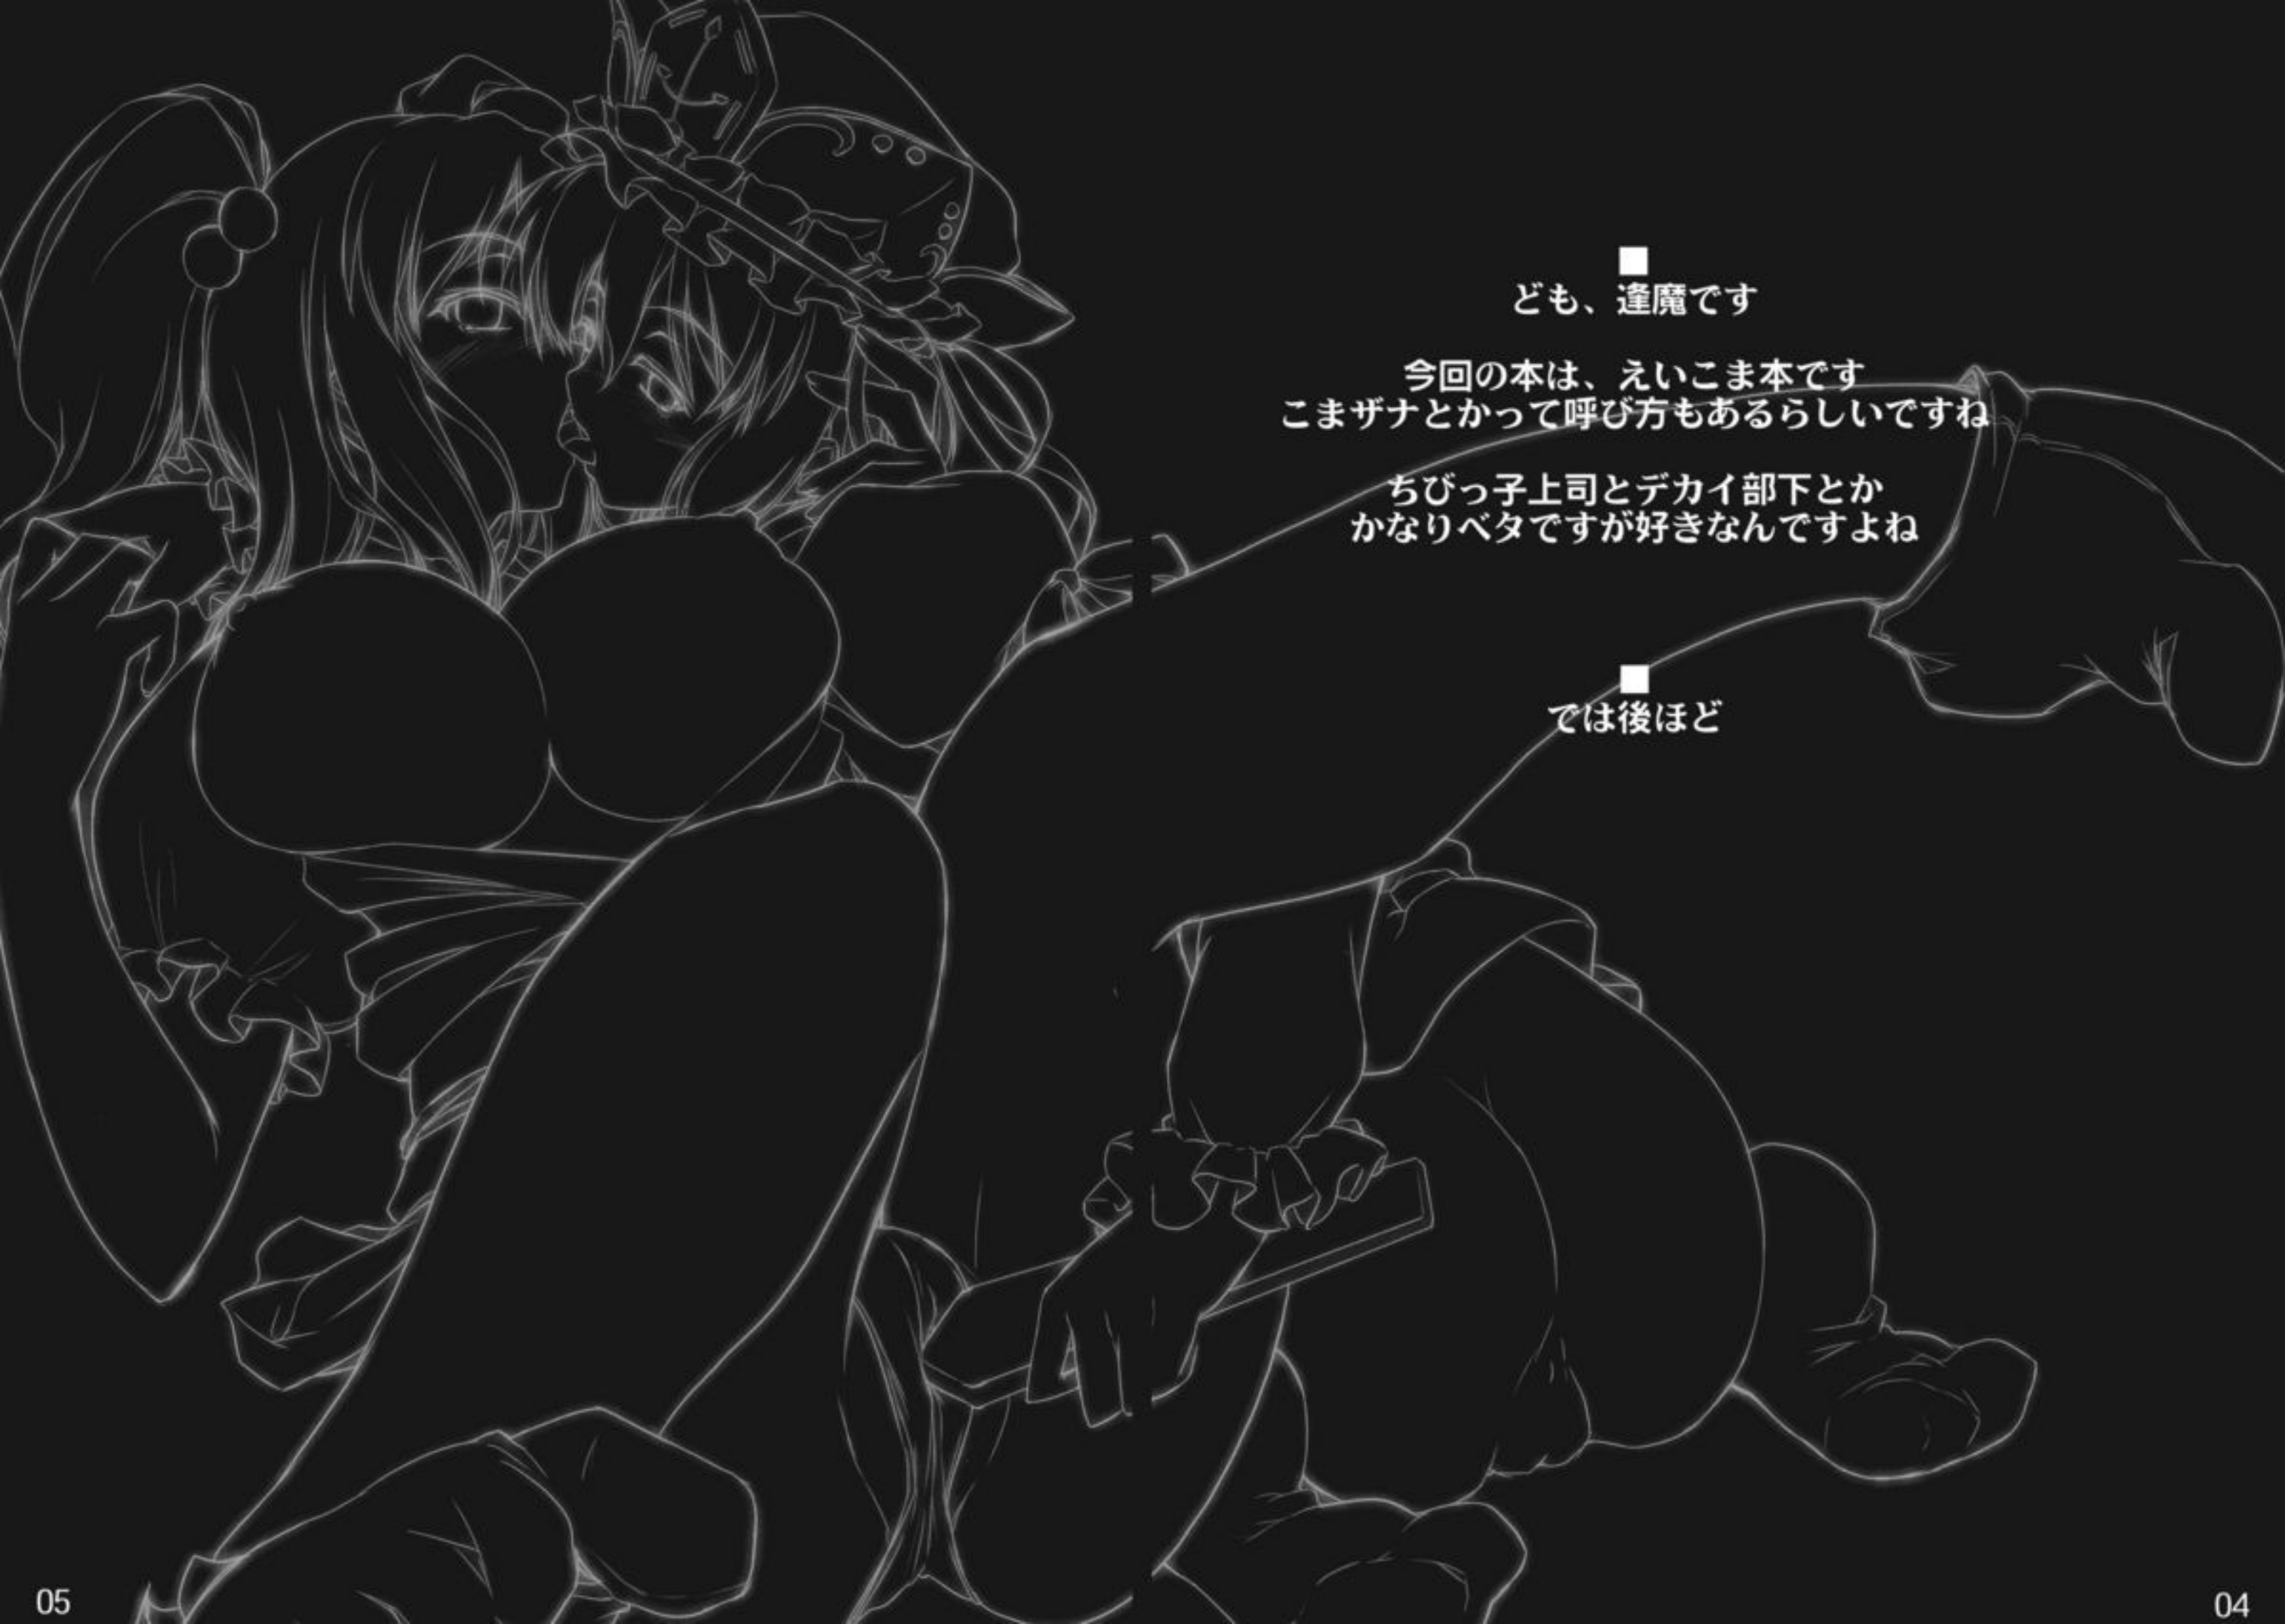 ■
ども、逢魔です
今回の本は、えいこま本です
こまザナとかって呼び方もあるらしいですね
ちびっ子上司とデカイ部下とか
かなりベタですが好きなんですよね
■
では後ほど
05
04